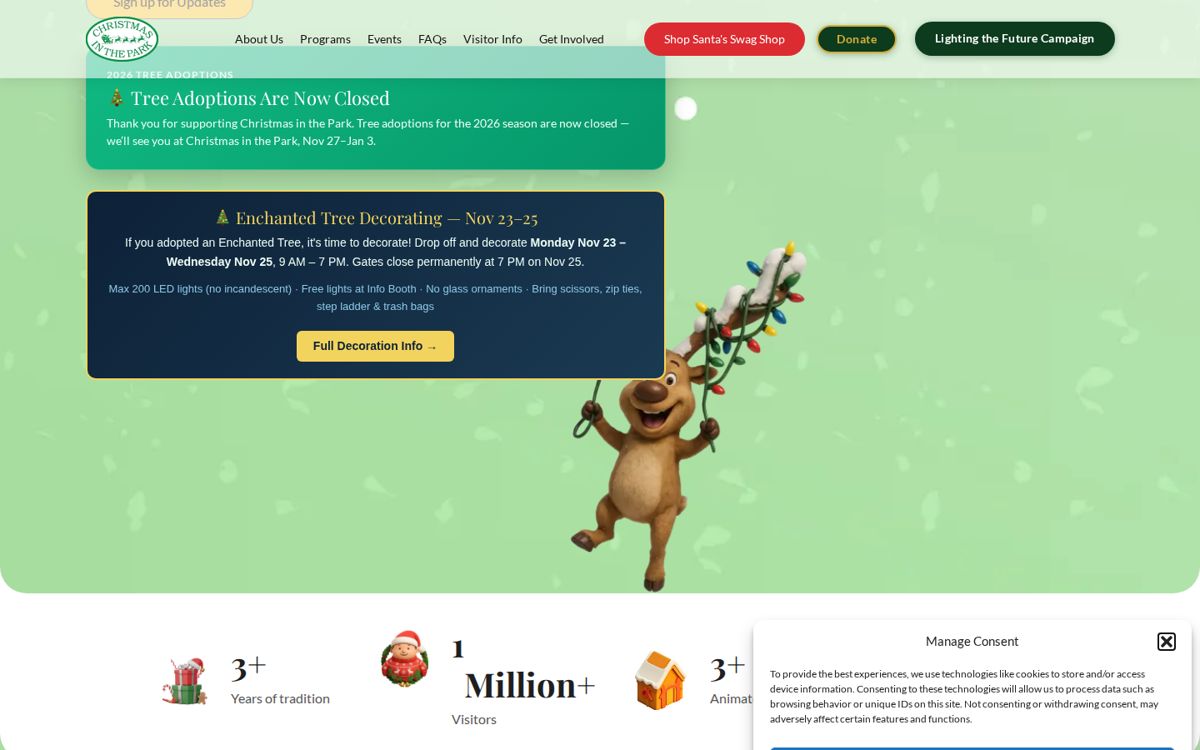 Sign up for Updates
CHRISTMAS
IN THE PARK
About Us Programs Events FAQs Visitor Info Get Involved Shop Santa's Swag Shop Donate Lighting the Future Campaign
2026 TREE ADOPTIONS
Tree Adoptions Are Now Closed
Thank you for supporting Christmas in the Park. Tree adoptions for the 2026 season are now closed —
we'll see you at Christmas in the Park, Nov 27–Jan 3.
Enchanted Tree Decorating — Nov 23–25
If you adopted an Enchanted Tree, it's time to decorate! Drop off and decorate Monday Nov 23 –
Wednesday Nov 25, 9 AM – 7 PM. Gates close permanently at 7 PM on Nov 25.
Max 200 LED lights (no incandescent) · Free lights at Info Booth · No glass ornaments · Bring scissors, zip ties,
step ladder & trash bags
Full Decoration Info →
3+
Years of tradition
1
Million+
Visitors
3+
Animat
Manage Consent
To provide the best experiences, we use technologies like cookies to store and/or access
device information. Consenting to these technologies will allow us to process data such as
browsing behavior or unique IDs on this site. Not consenting or withdrawing consent, may
adversely affect certain features and functions.